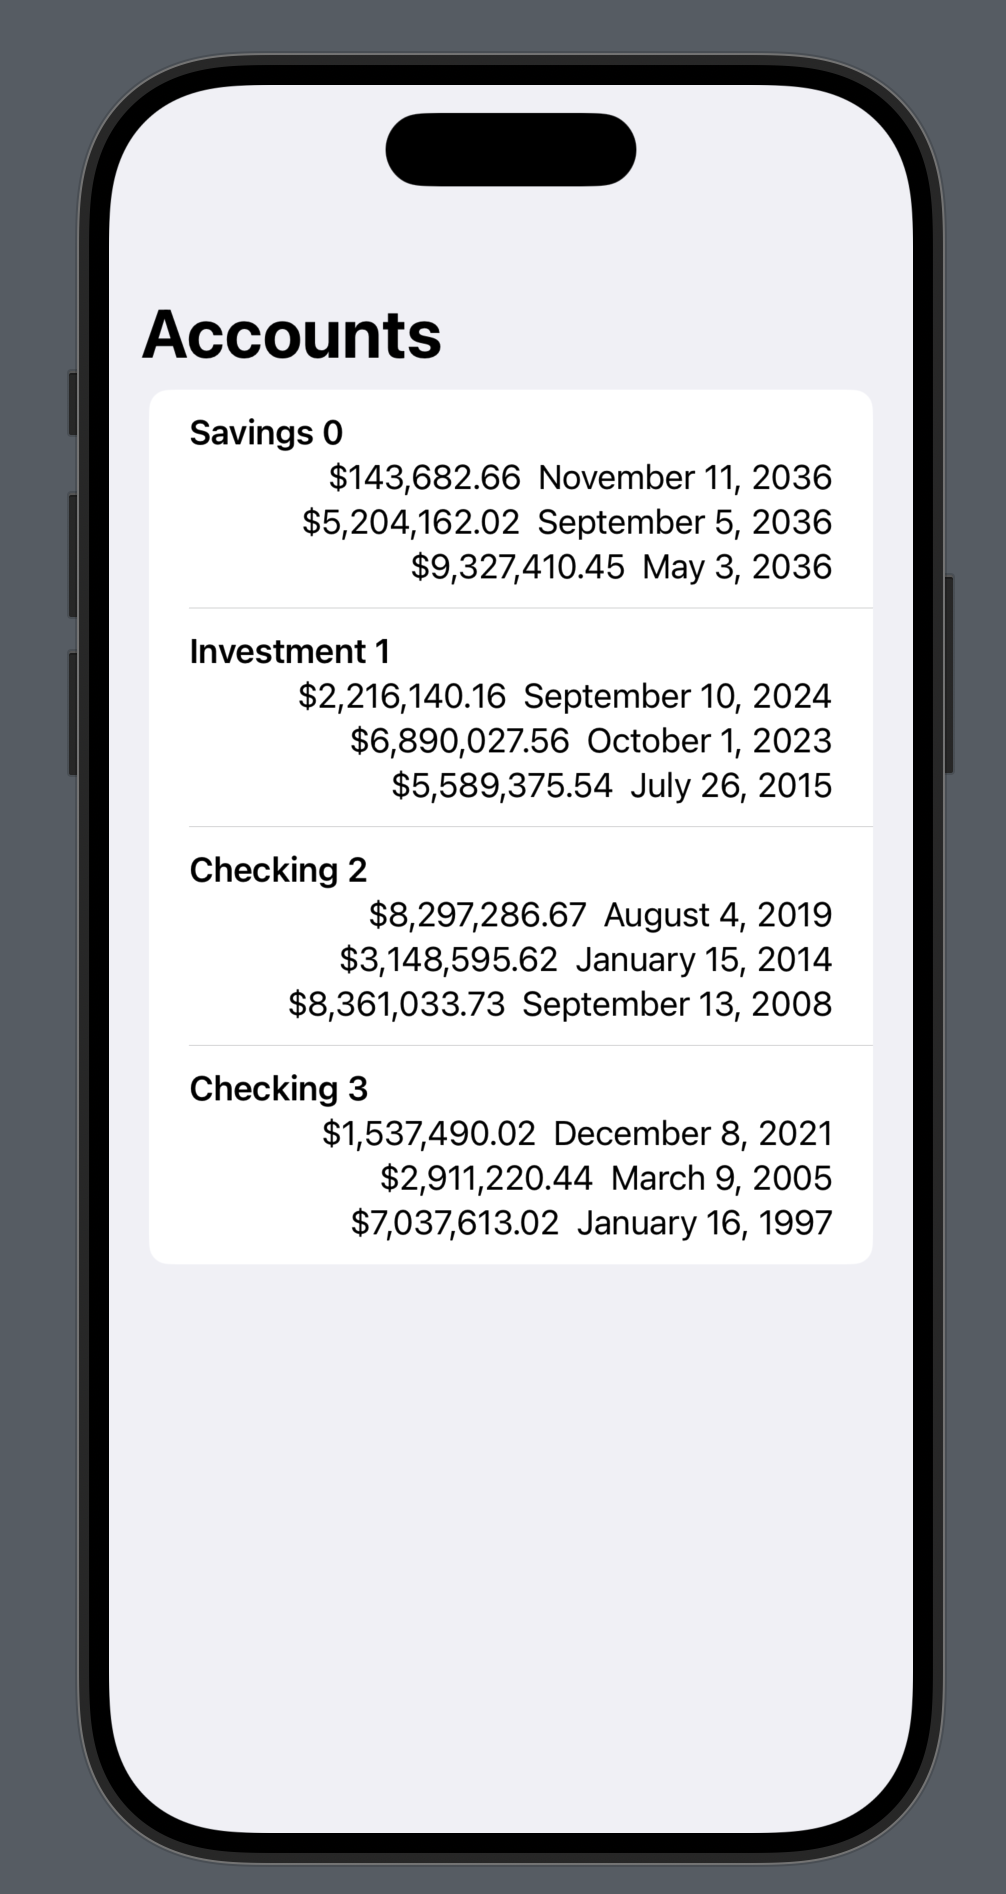 Accounts
Savings 0
$143,682.66 November 11, 2036
$5,204,162.02 September 5, 2036
$9,327,410.45 May 3, 2036
Investment 1
$2,216,140.16 September 10, 2024
$6,890,027.56 October 1, 2023
$5,589,375.54 July 26, 2015
Checking 2
$8,297,286.67 August 4, 2019
$3,148,595.62 January 15, 2014
$8,361,033.73 September 13, 2008
Checking 3
$1,537,490.02 December 8, 2021
$2,911,220.44 March 9, 2005
$7,037,613.02 January 16, 1997